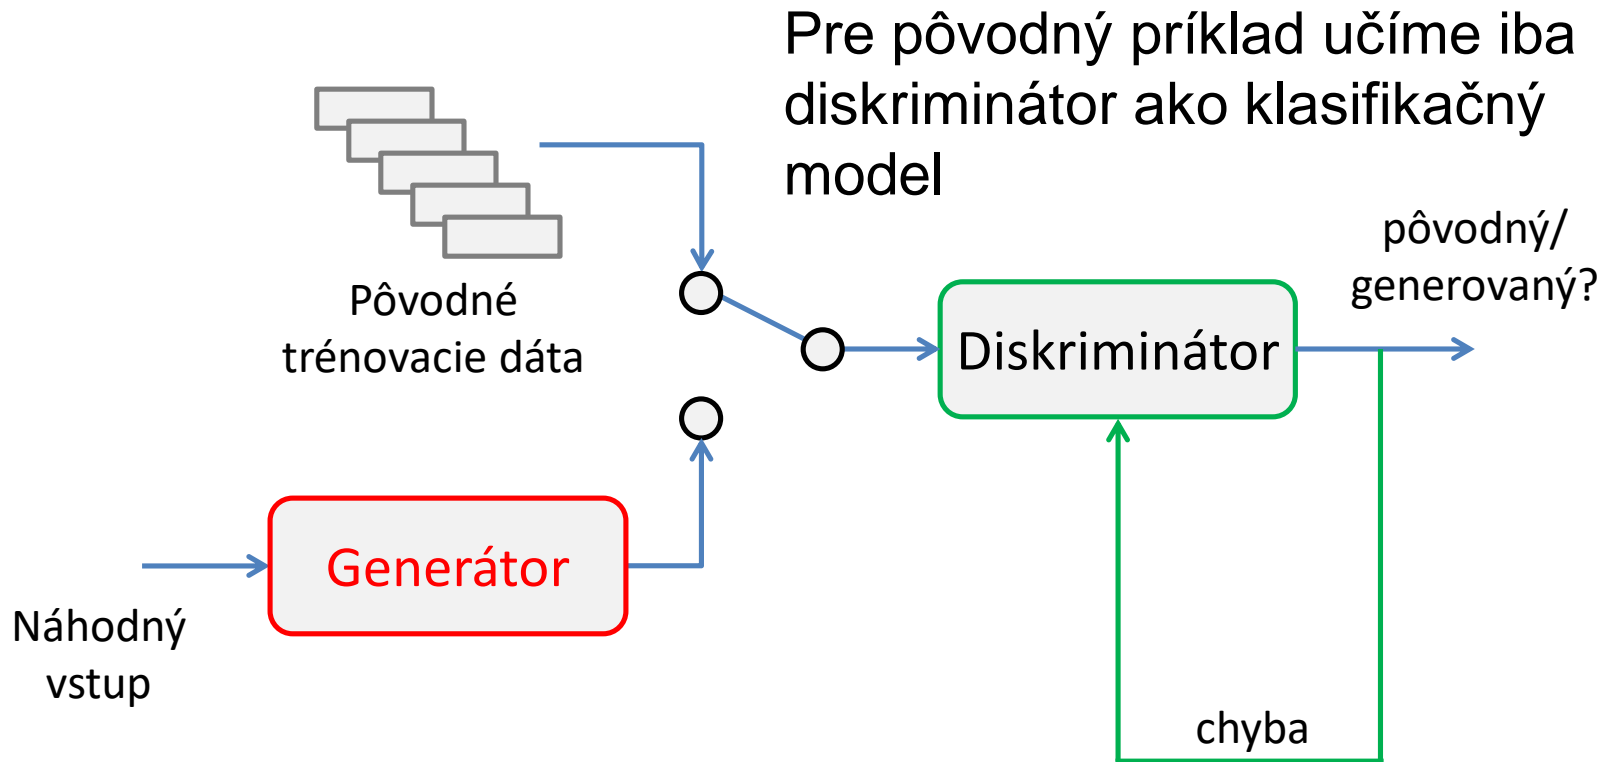 Pre pôvodný príklad učíme iba
diskriminátor ako klasifikačný
model
pôvodný/
generovaný?
Pôvodné
trénovacie dáta
Diskriminátor
Generátor
Náhodný
vstup
chyba